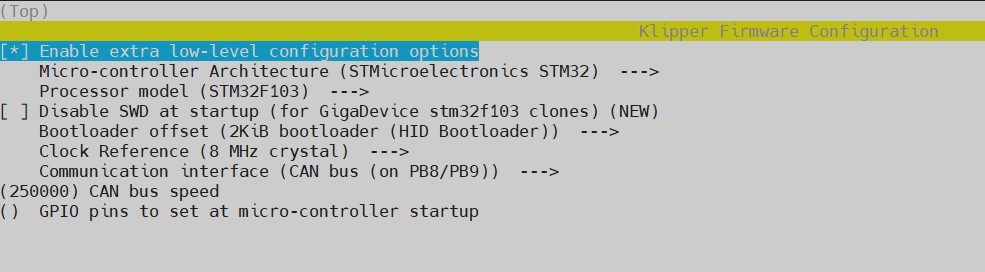 (Top)
Klipper Firmware Configuration
[*] Enable extra low-level configuration options
Micro-controller Architecture (STMicroelectronics STM32) --->
Processor model (STM32F103) --->
[ ] Disable SWD at startup (for GigaDevice stm32f103 clones) (NEW)
Bootloader offset (2KiB bootloader (HID Bootloader)) --->
Clock Reference (8 MHz crystal) --->
Communication interface (CAN bus (on PB8/PB9)) --->
(250000) CAN bus speed
() GPIO pins to set at micro-controller startup